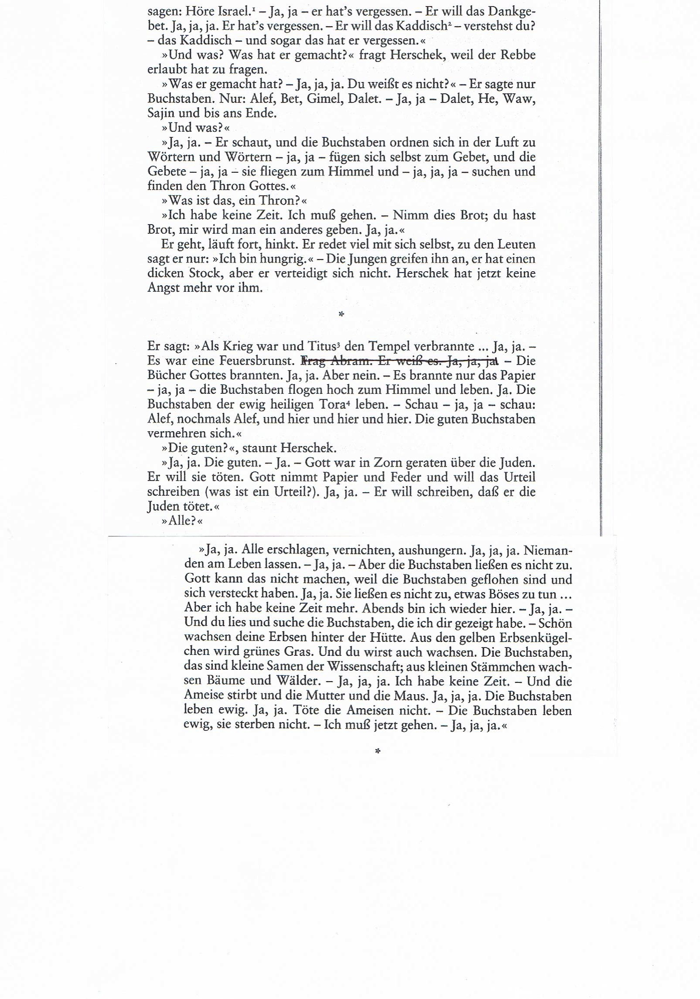 sagen: Höre Israel.¹ – Ja, ja – er hat’s vergessen. – Er will das Dankge-
bet. Ja, ja, ja. Er hat’s vergessen. – Er will das Kaddisch² – verstehst du?
– das Kaddisch – und sogar das hat er vergessen.«
»Und was? Was hat er gemacht?« fragt Herschek, weil der Rebbe
erlaubt hat zu fragen.
»Was er gemacht hat? – Ja, ja, ja. Du weißt es nicht?« – Er sagte nur
Buchstaben. Nur: Alef, Bet, Gimel, Dalet. – Ja, ja – Dalet, He, Waw,
Sajin und bis ans Ende.
»Und was?«
»Ja, ja. – Er schaut, und die Buchstaben ordnen sich in der Luft zu
Wörtern und Wörtern – ja, ja – fügen sich selbst zum Gebet, und die
Gebete – ja, ja – sie fliegen zum Himmel und – ja, ja, ja – suchen und
finden den Thron Gottes.«
»Was ist das, ein Thron?«
»Ich habe keine Zeit. Ich muß gehen. – Nimm dies Brot; du hast
Brot, mir wird man ein anderes geben. Ja, ja.«
Er geht, läuft fort, hinkt. Er redet viel mit sich selbst, zu den Leuten
sagt er nur: »Ich bin hungrig.« – Die Jungen greifen ihn an, er hat einen
dicken Stock, aber er verteidigt sich nicht. Herschek hat jetzt keine
Angst mehr vor ihm.
*
Er sagt: »Als Krieg war und Titus³ den Tempel verbrannte ... Ja, ja. –
Es war eine Feuersbrunst. Frag Abram. Er weiß es. Ja, ja, ja. – Die
Bücher Gottes brannten. Ja, ja. Aber nein. – Es brannte nur das Papier
– ja, ja – die Buchstaben flogen hoch zum Himmel und leben. Ja. Die
Buchstaben der ewig heiligen Tora⁴ leben. – Schau – ja, ja – schau:
Alef, nochmals Alef, und hier und hier und hier. Die guten Buchstaben
vermehren sich.«
»Die guten?«, staunt Herschek.
»Ja, ja. Die guten. – Ja. – Gott war in Zorn geraten über die Juden.
Er will sie töten. Gott nimmt Papier und Feder und will das Urteil
schreiben (was ist ein Urteil?). Ja, ja. – Er will schreiben, daß er die
Juden tötet.«
»Alle?«
»Ja, ja. Alle erschlagen, vernichten, aushungern. Ja, ja, ja. Nieman-
den am Leben lassen. – Ja, ja. – Aber die Buchstaben ließen es nicht zu.
Gott kann das nicht machen, weil die Buchstaben geflohen sind und
sich versteckt haben. Ja, ja. Sie ließen es nicht zu, etwas Böses zu tun ...
Aber ich habe keine Zeit mehr. Abends bin ich wieder hier. – Ja, ja. –
Und du lies und suche die Buchstaben, die ich dir gezeigt habe. – Schön
wachsen deine Erbsen hinter der Hütte. Aus den gelben Erbsenkügel-
chen wird grünes Gras. Und du wirst auch wachsen. Die Buchstaben,
das sind kleine Samen der Wissenschaft; aus kleinen Stämmchen wach-
sen Bäume und Wälder. – Ja, ja, ja. Ich habe keine Zeit. – Und die
Ameise stirbt und die Mutter und die Maus. Ja, ja, ja. Die Buchstaben
leben ewig. Ja, ja. Töte die Ameisen nicht. – Die Buchstaben leben
ewig, sie sterben nicht. – Ich muß jetzt gehen. – Ja, ja, ja.«
*